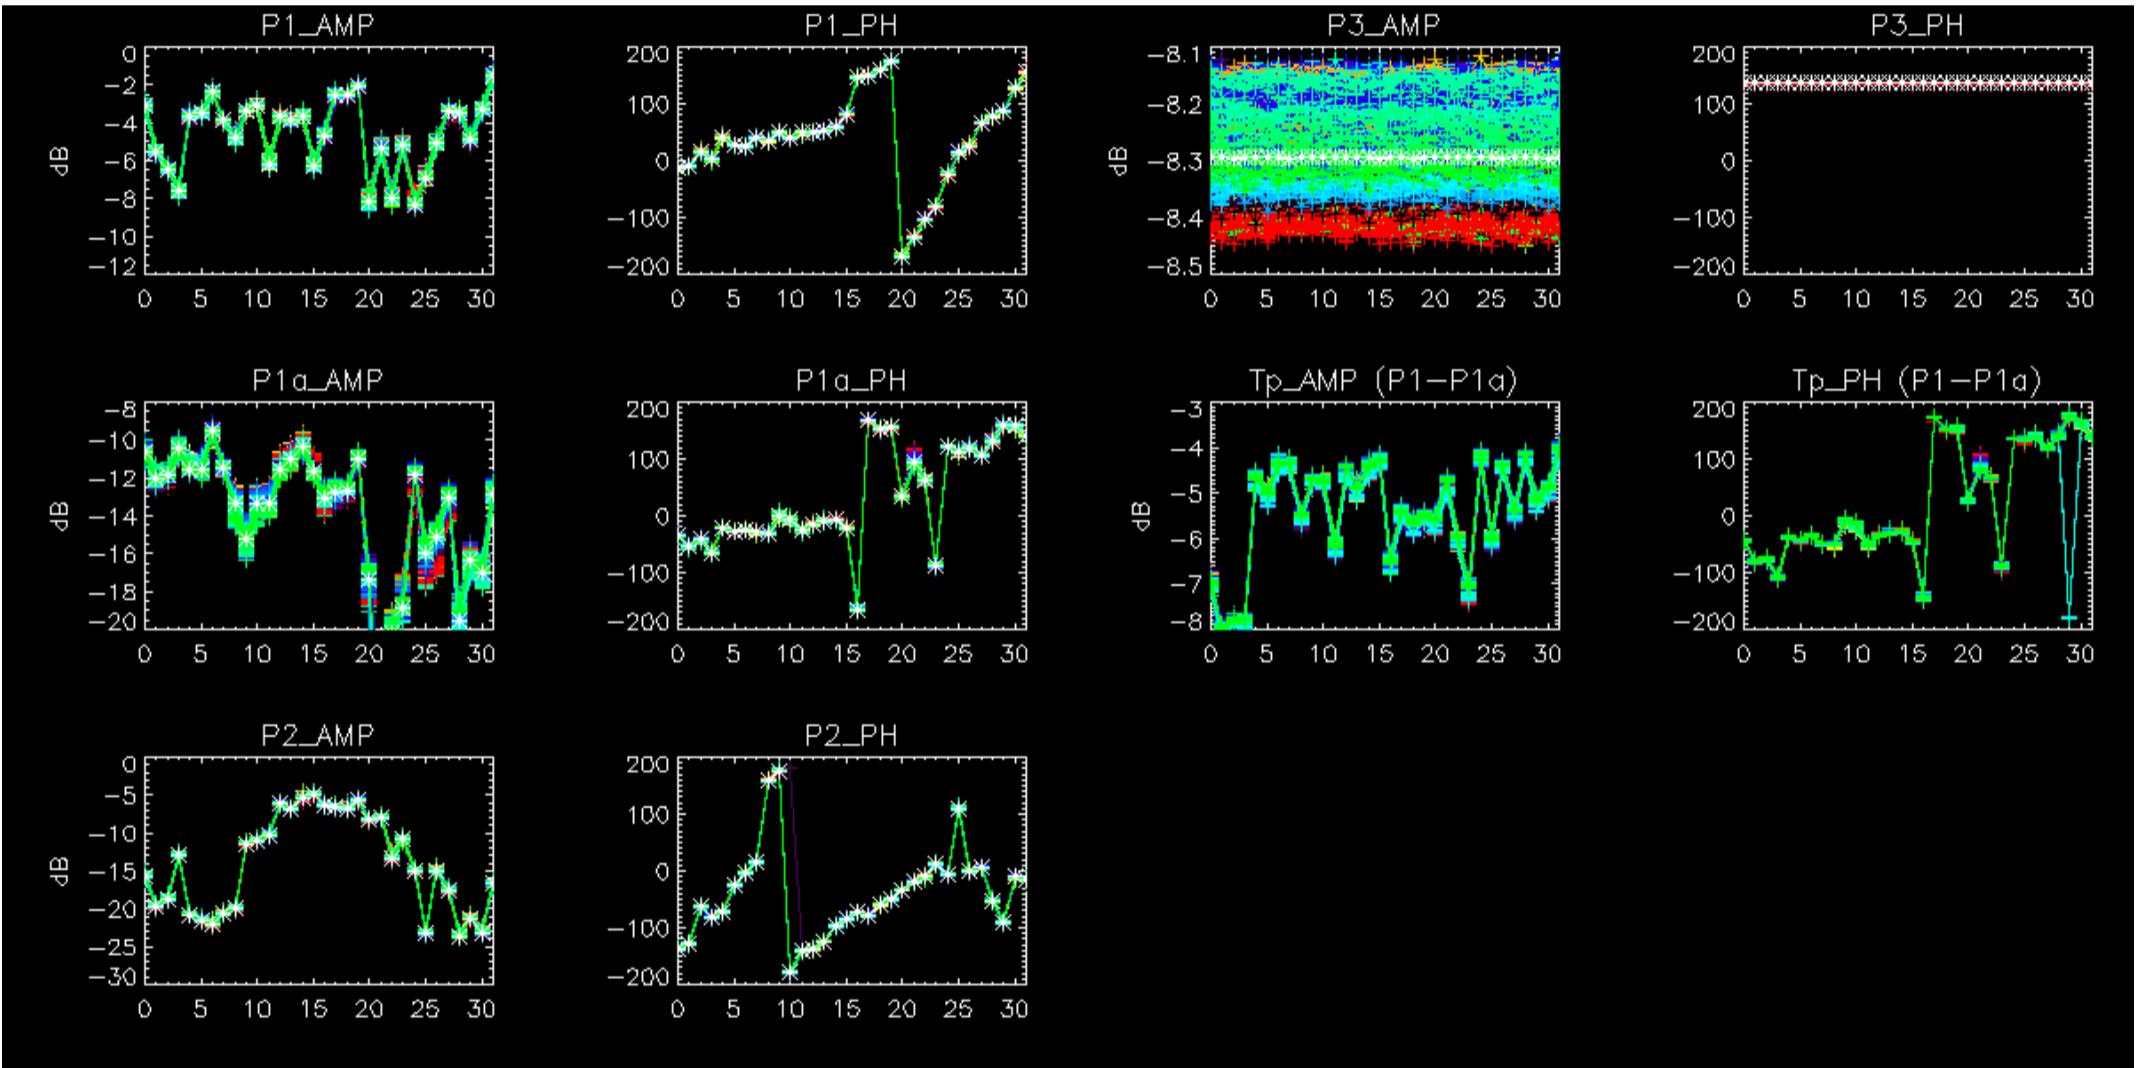 P1_AMP
P1_PH
P3_AMP
P3_PH
0
−2
−4
−6
−8
−10
−12
dB
0 5 10 15 20 25 30
200
100
0
−100
−200
0 5 10 15 20 25 30
−8.1
−8.2
−8.3
−8.4
−8.5
dB
0 5 10 15 20 25 30
200
100
0
−100
−200
0 5 10 15 20 25 30
P1a_AMP
P1a_PH
Tp_AMP (P1−P1a)
Tp_PH (P1−P1a)
−8
−10
−12
−14
−16
−18
−20
dB
0 5 10 15 20 25 30
200
100
0
−100
−200
0 5 10 15 20 25 30
−3
−4
−5
−6
−7
−8
dB
0 5 10 15 20 25 30
200
100
0
−100
−200
0 5 10 15 20 25 30
P2_AMP
P2_PH
0
−5
−10
−15
−20
−25
−30
dB
0 5 10 15 20 25 30
200
100
0
−100
−200
0 5 10 15 20 25 30